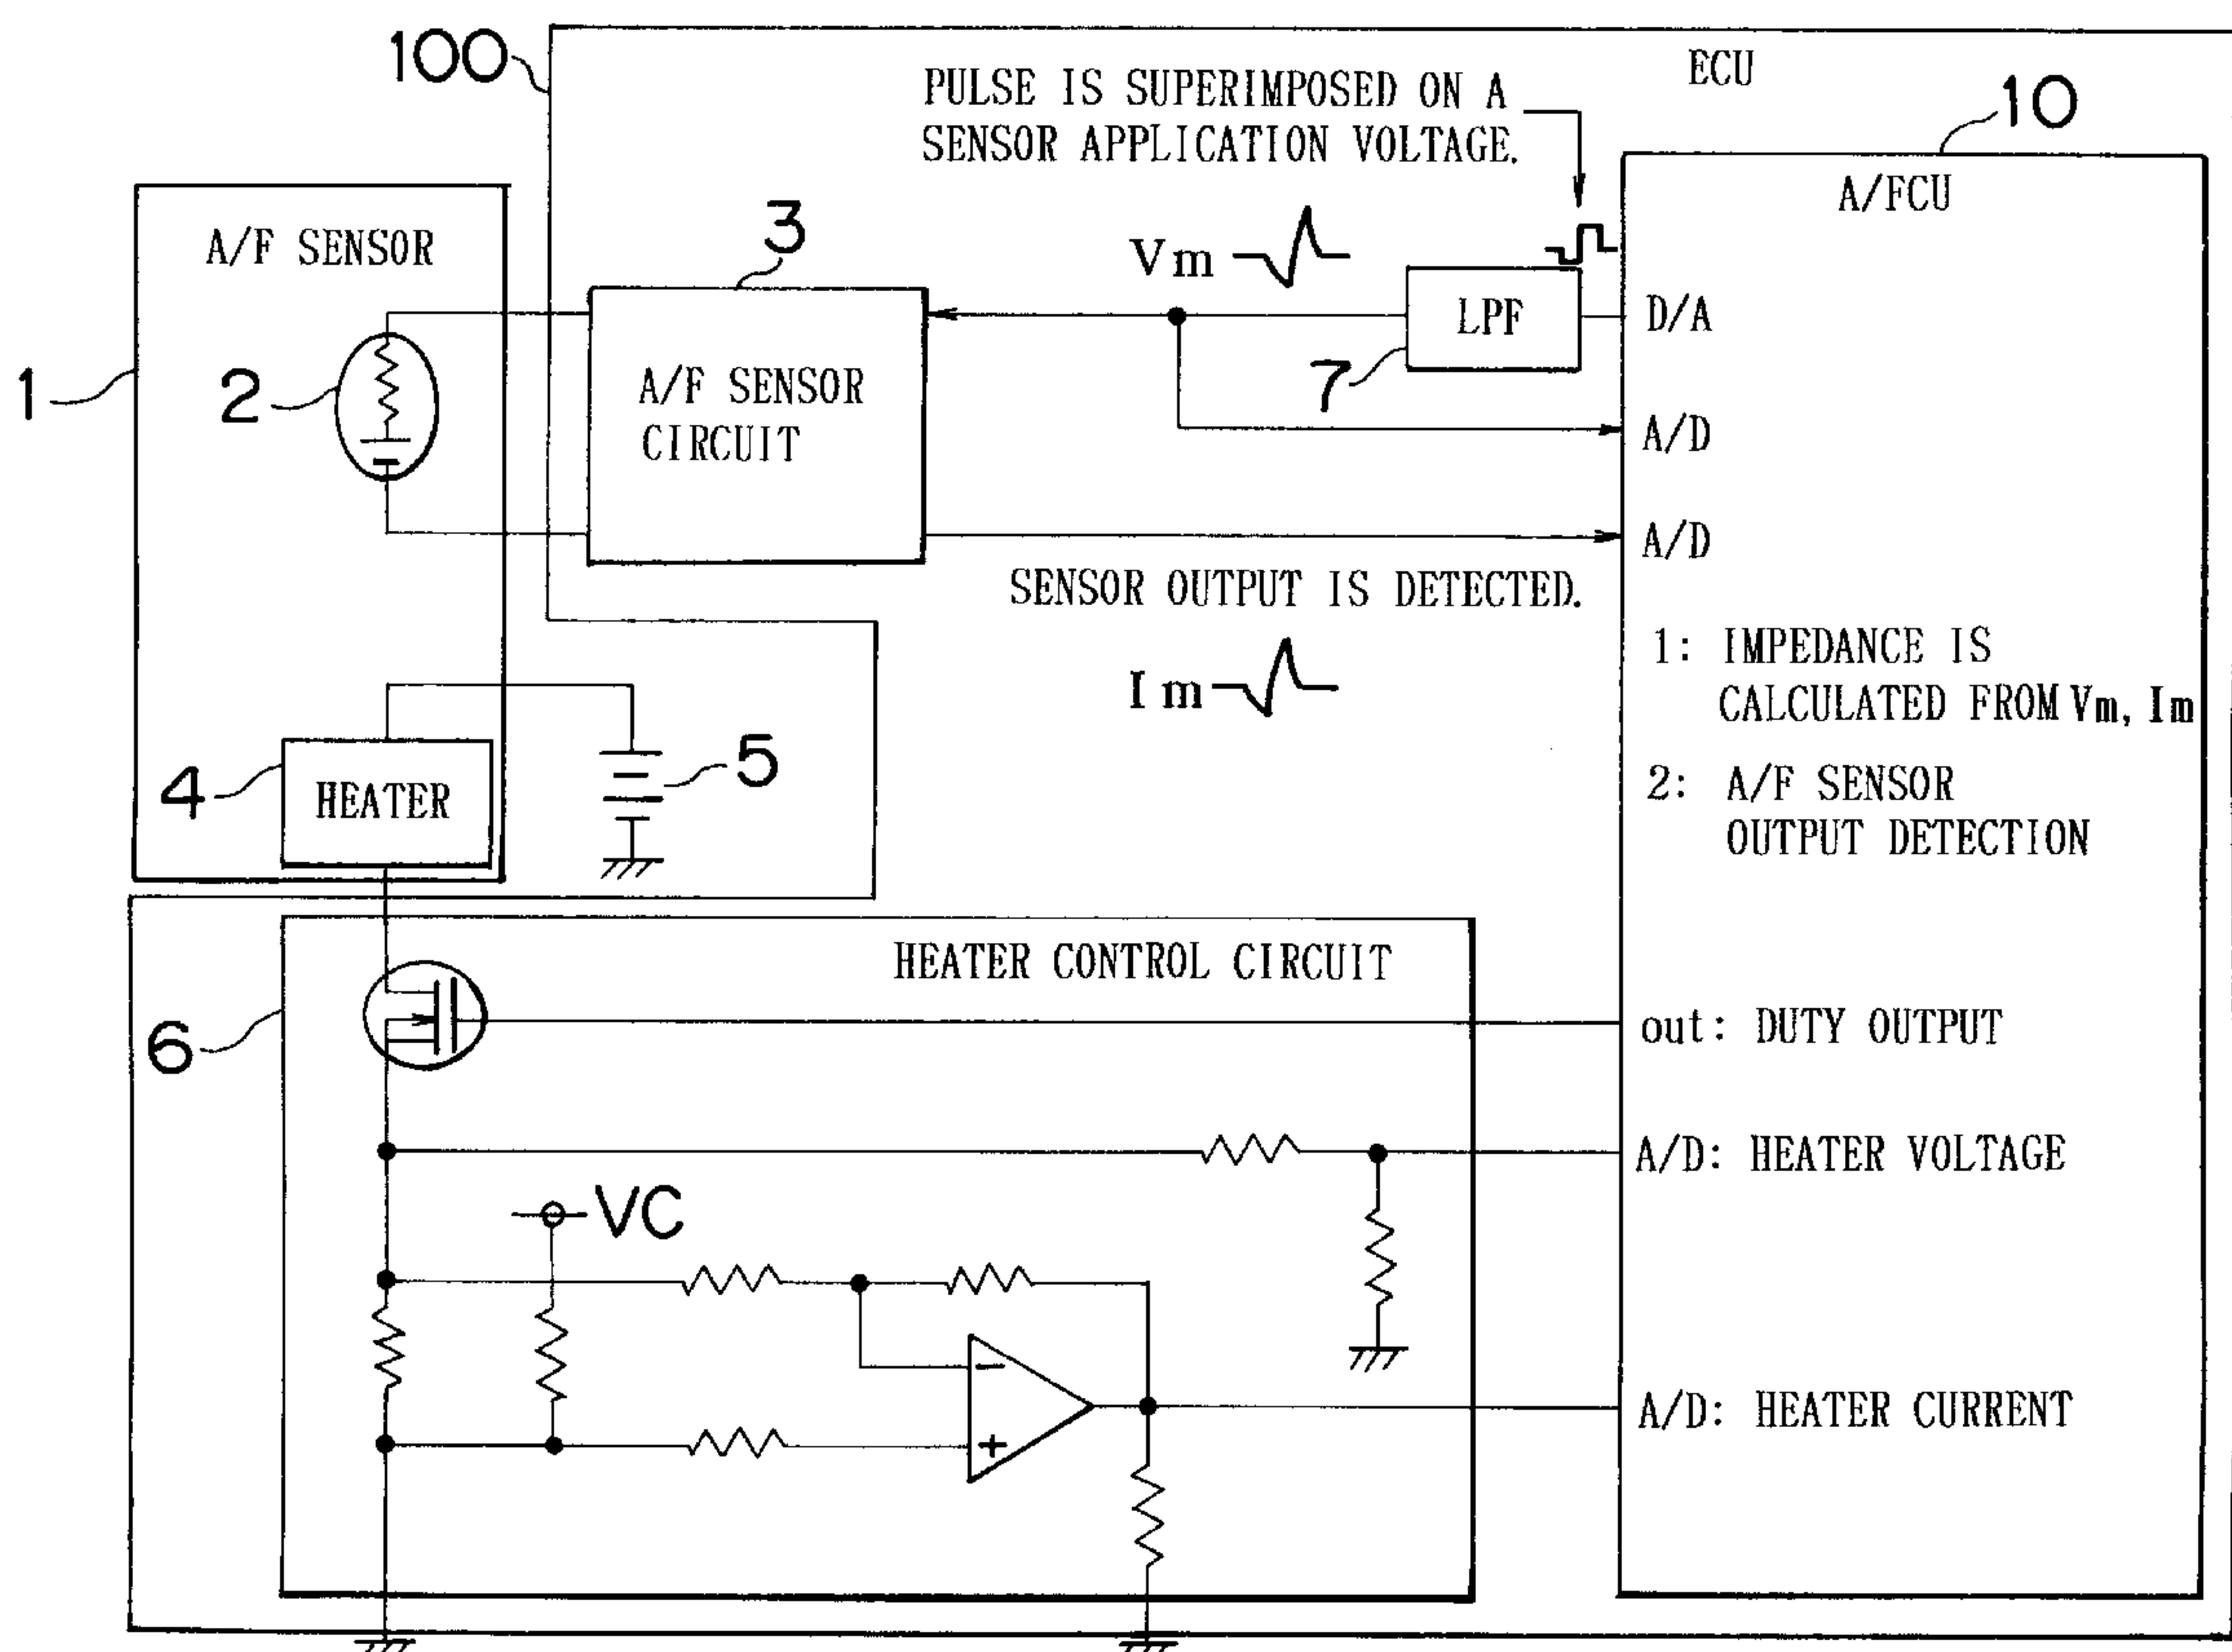 100
ECU
PULSE IS SUPERIMPOSED ON A
SENSOR APPLICATION VOLTAGE.
10
A/FCU
A/F SENSOR
3
Vm
LPF
D/A
7
1
2
A/F SENSOR
CIRCUIT
A/D
A/D
SENSOR OUTPUT IS DETECTED.
Im
1: IMPEDANCE IS
CALCULATED FROM Vm, Im
2: A/F SENSOR
OUTPUT DETECTION
4
HEATER
5
HEATER CONTROL CIRCUIT
6
out: DUTY OUTPUT
A/D: HEATER VOLTAGE
VC
−
+
A/D: HEATER CURRENT